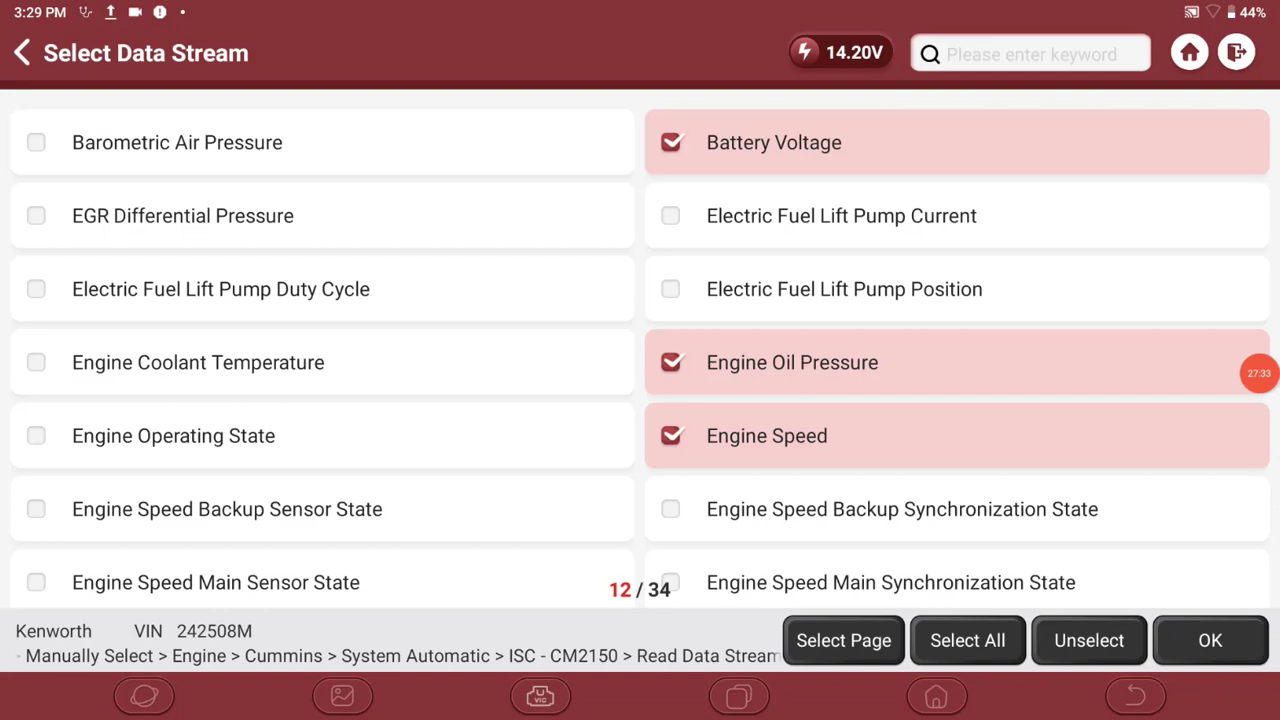 3:29 PM 44%
Select Data Stream 14.20V Please enter keyword
Barometric Air Pressure Battery Voltage
EGR Differential Pressure Electric Fuel Lift Pump Current
Electric Fuel Lift Pump Duty Cycle Electric Fuel Lift Pump Position
Engine Coolant Temperature Engine Oil Pressure
27:33
Engine Operating State Engine Speed
Engine Speed Backup Sensor State Engine Speed Backup Synchronization State
Engine Speed Main Sensor State 12 / 34 Engine Speed Main Synchronization State
Kenworth VIN 242508M
Manually Select > Engine > Cummins > System Automatic > ISC - CM2150 > Read Data Stream
Select Page Select All Unselect OK
VIC